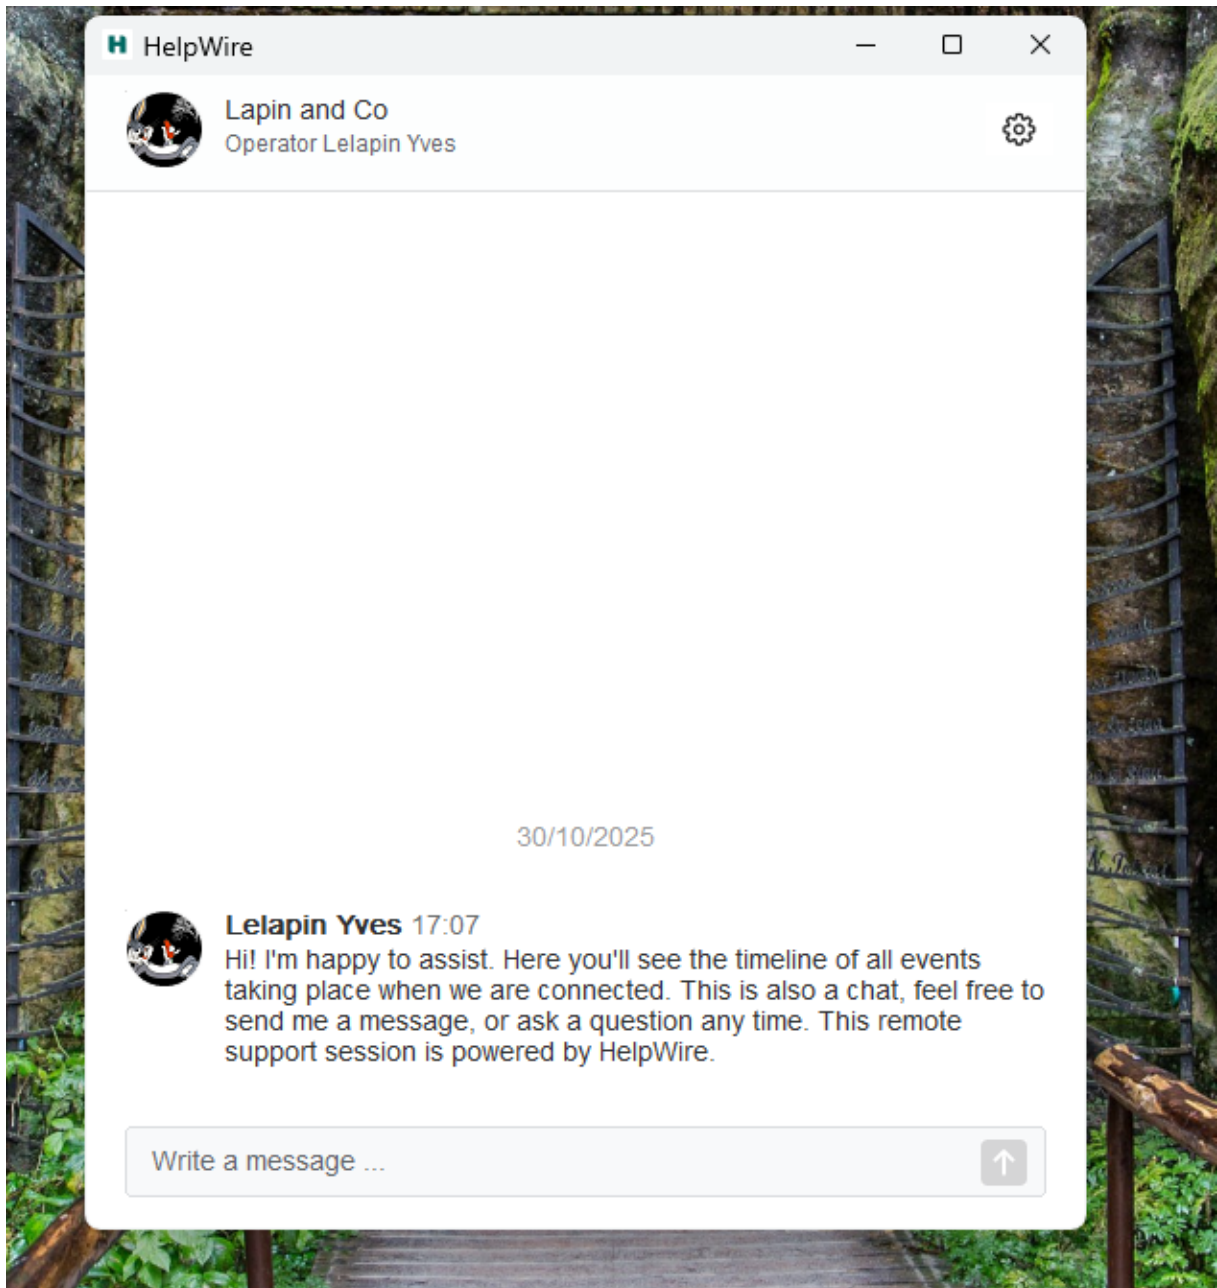 HelpWire
Lapin and Co
Operator Lelapin Yves
30/10/2025
Lelapin Yves 17:07
Hi! I'm happy to assist. Here you'll see the timeline of all events
taking place when we are connected. This is also a chat, feel free to
send me a message, or ask a question any time. This remote
support session is powered by HelpWire.
Write a message ...